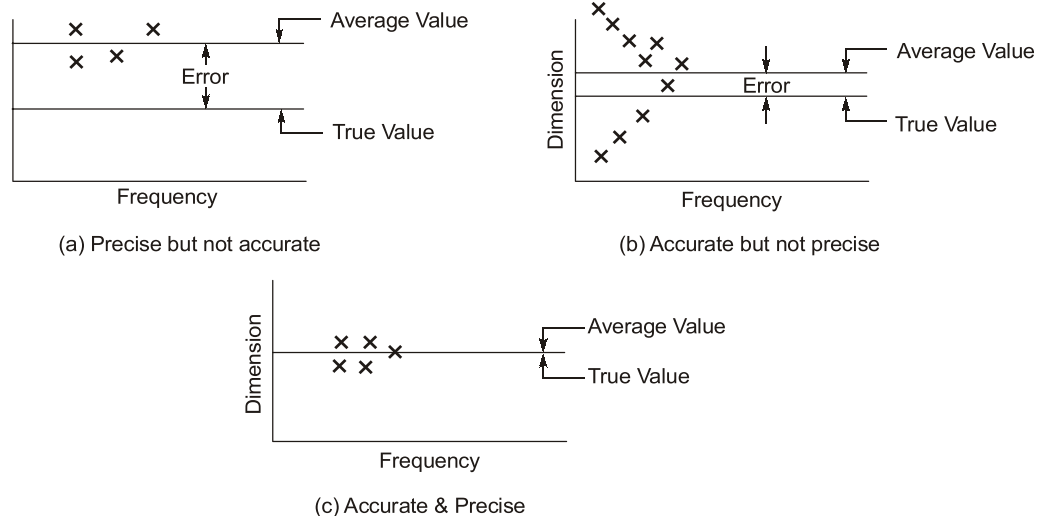 Average Value
Error
True Value
Frequency
(a) Precise but not accurate
Dimension
Average Value
Error
True Value
Frequency
(b) Accurate but not precise
Dimension
Average Value
True Value
Frequency
(c) Accurate & Precise